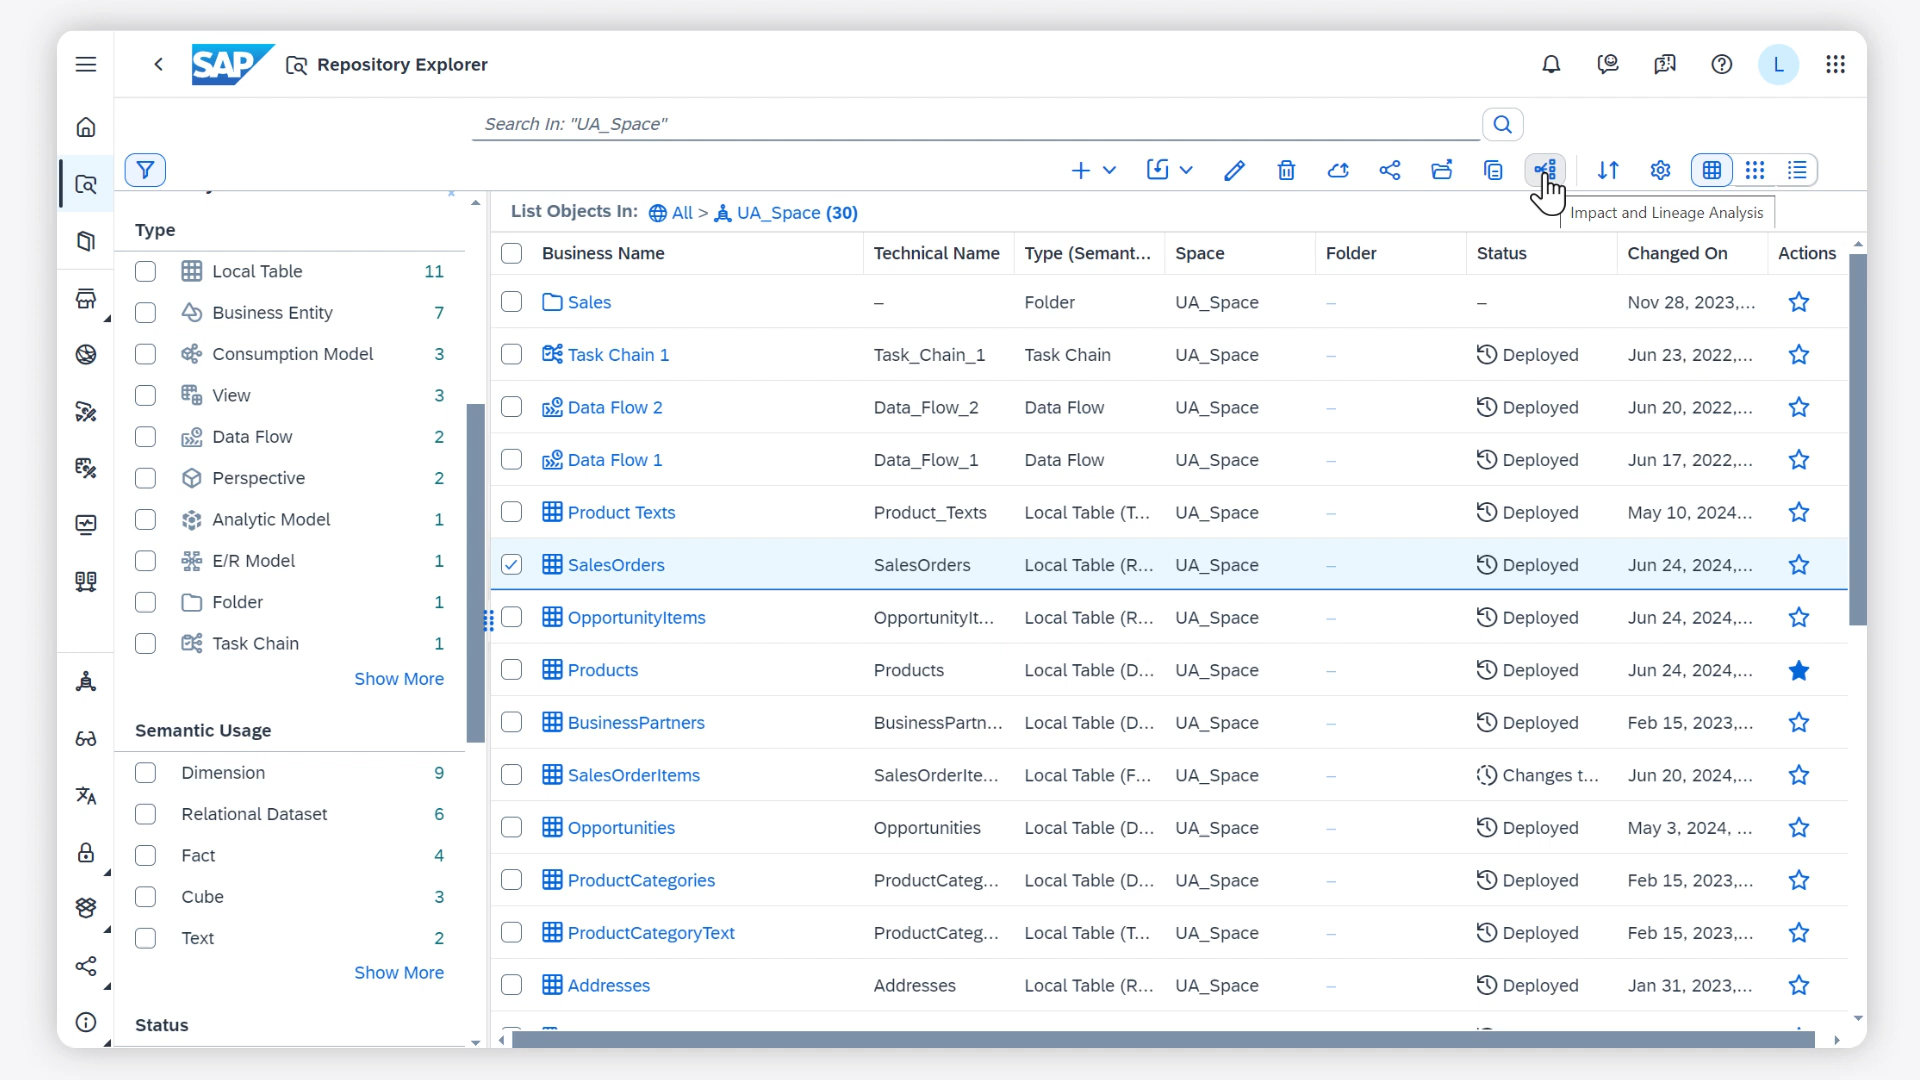 SAP Repository Explorer
L
Search In: "UA_Space"
List Objects In: All > UA_Space (30)
Impact and Lineage Analysis
Type
Local Table 11
Business Entity 7
Consumption Model 3
View 3
Data Flow 2
Perspective 2
Analytic Model 1
E/R Model 1
Folder 1
Task Chain 1
Show More
Semantic Usage
Dimension 9
Relational Dataset 6
Fact 4
Cube 3
Text 2
Show More
Status
Business Name Technical Name Type (Semant... Space Folder Status Changed On Actions
Sales – Folder UA_Space – – Nov 28, 2023,...
Task Chain 1 Task_Chain_1 Task Chain UA_Space – Deployed Jun 23, 2022,...
Data Flow 2 Data_Flow_2 Data Flow UA_Space – Deployed Jun 20, 2022,...
Data Flow 1 Data_Flow_1 Data Flow UA_Space – Deployed Jun 17, 2022,...
Product Texts Product_Texts Local Table (T... UA_Space – Deployed May 10, 2024...
SalesOrders SalesOrders Local Table (R... UA_Space – Deployed Jun 24, 2024,...
OpportunityItems OpportunityIt... Local Table (R... UA_Space – Deployed Jun 24, 2024,...
Products Products Local Table (D... UA_Space – Deployed Jun 24, 2024,...
BusinessPartners BusinessPartn... Local Table (D... UA_Space – Deployed Feb 15, 2023,...
SalesOrderItems SalesOrderIte... Local Table (F... UA_Space – Changes t... Jun 20, 2024,...
Opportunities Opportunities Local Table (D... UA_Space – Deployed May 3, 2024, ...
ProductCategories ProductCateg... Local Table (D... UA_Space – Deployed Feb 15, 2023,...
ProductCategoryText ProductCateg... Local Table (T... UA_Space – Deployed Feb 15, 2023,...
Addresses Addresses Local Table (R... UA_Space – Deployed Jan 31, 2023,...